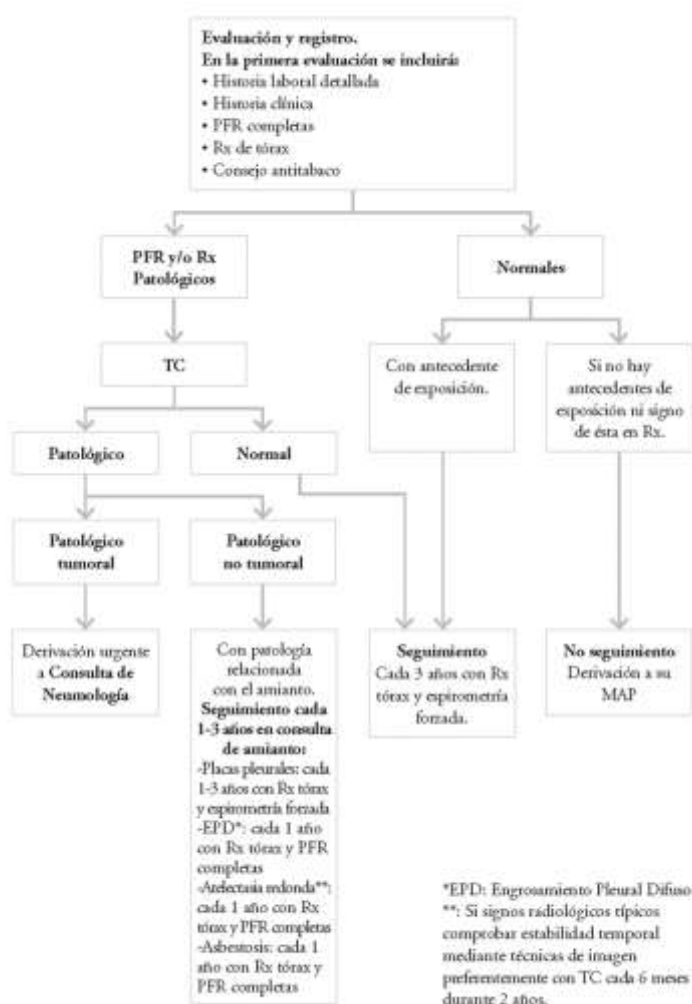 Evaluación y registro.
En la primera evaluación se incluirá:
• Historia laboral detallada
• Historia clínica
• PFR completas
• Rx de tórax
• Consejo antitabaco
PFR y/o Rx
Patológicos
Normales
TC
Con antecedente
de exposición.
Si no hay
antecedentes de
exposición ni signo
de ésta en Rx.
Patológico
Normal
Patológico
tumoral
Patológico
no tumoral
Derivación urgente
a Consulta de
Neumología
Con patología
relacionada
con el amianto.
Seguimiento cada
1-3 años en consulta
de amianto:
-Placas pleurales: cada
1-3 años con Rx tórax
y espirometría forzada
-EPD*: cada 1 año
con Rx tórax y PFR
completas
-Atelectasia redonda**:
cada 1 año con Rx
tórax y PFR completas
-Asbestosis: cada 1
año con Rx tórax y
PFR completas
Seguimiento
Cada 3 años con Rx
tórax y espirometría
forzada.
No seguimiento
Derivación a su
MAP
*EPD: Engrosamiento Pleural Difuso
**: Si signos radiológicos típicos
comprobar estabilidad temporal
mediante técnicas de imagen
preferentemente con TC cada 6 meses
durante 2 años.